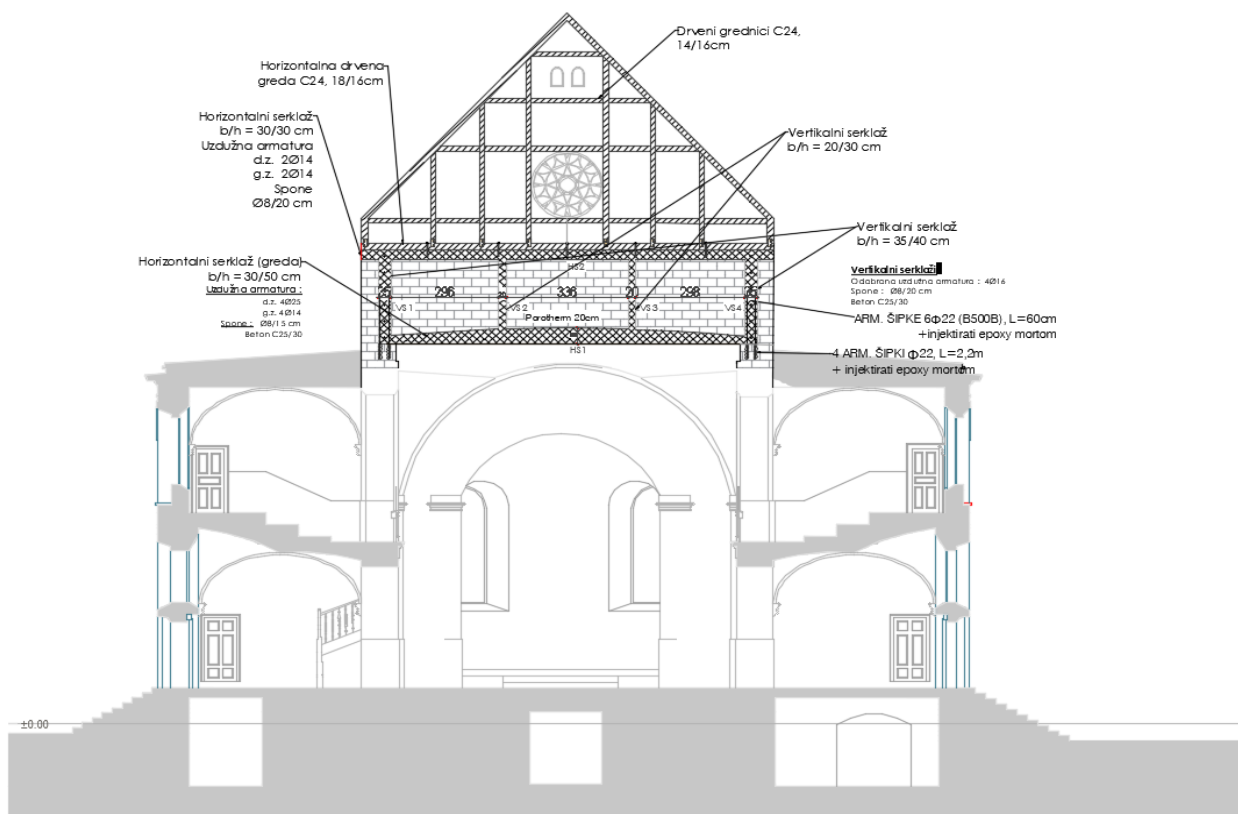 Drveni grednici C24,
14/16cm
Horizontalna drvena
greda C24, 18/16cm
Horizontalni serklaž
b/h = 30/30 cm
Uzdužna armatura
d.z. 2Ø14
g.z. 2Ø14
Spone
Ø8/20 cm
Vertikalni serklaž
b/h = 20/30 cm
Vertikalni serklaž
b/h = 35/40 cm
Horizontalni serklaž (greda)
b/h = 30/50 cm
Uzdužna armatura :
d.z. 4Ø25
g.z. 4Ø14
Spone : Ø8/15 cm
Beton C25/30
Vertikalni serklaži
Odabrana uzdužna armatura : 4Ø16
Spone : Ø8/20 cm
Beton C25/30
ARM. ŠIPKE 6Φ22 (B500B), L=60cm
+injektirati epoxy mortom
4 ARM. ŠIPKI Φ22, L=2,2m
+ injektirati epoxy mortom
HS2
296 336 20 298
VS1 VS2 VS3 VS4
Porotherm 20cm
HS1
±0.00